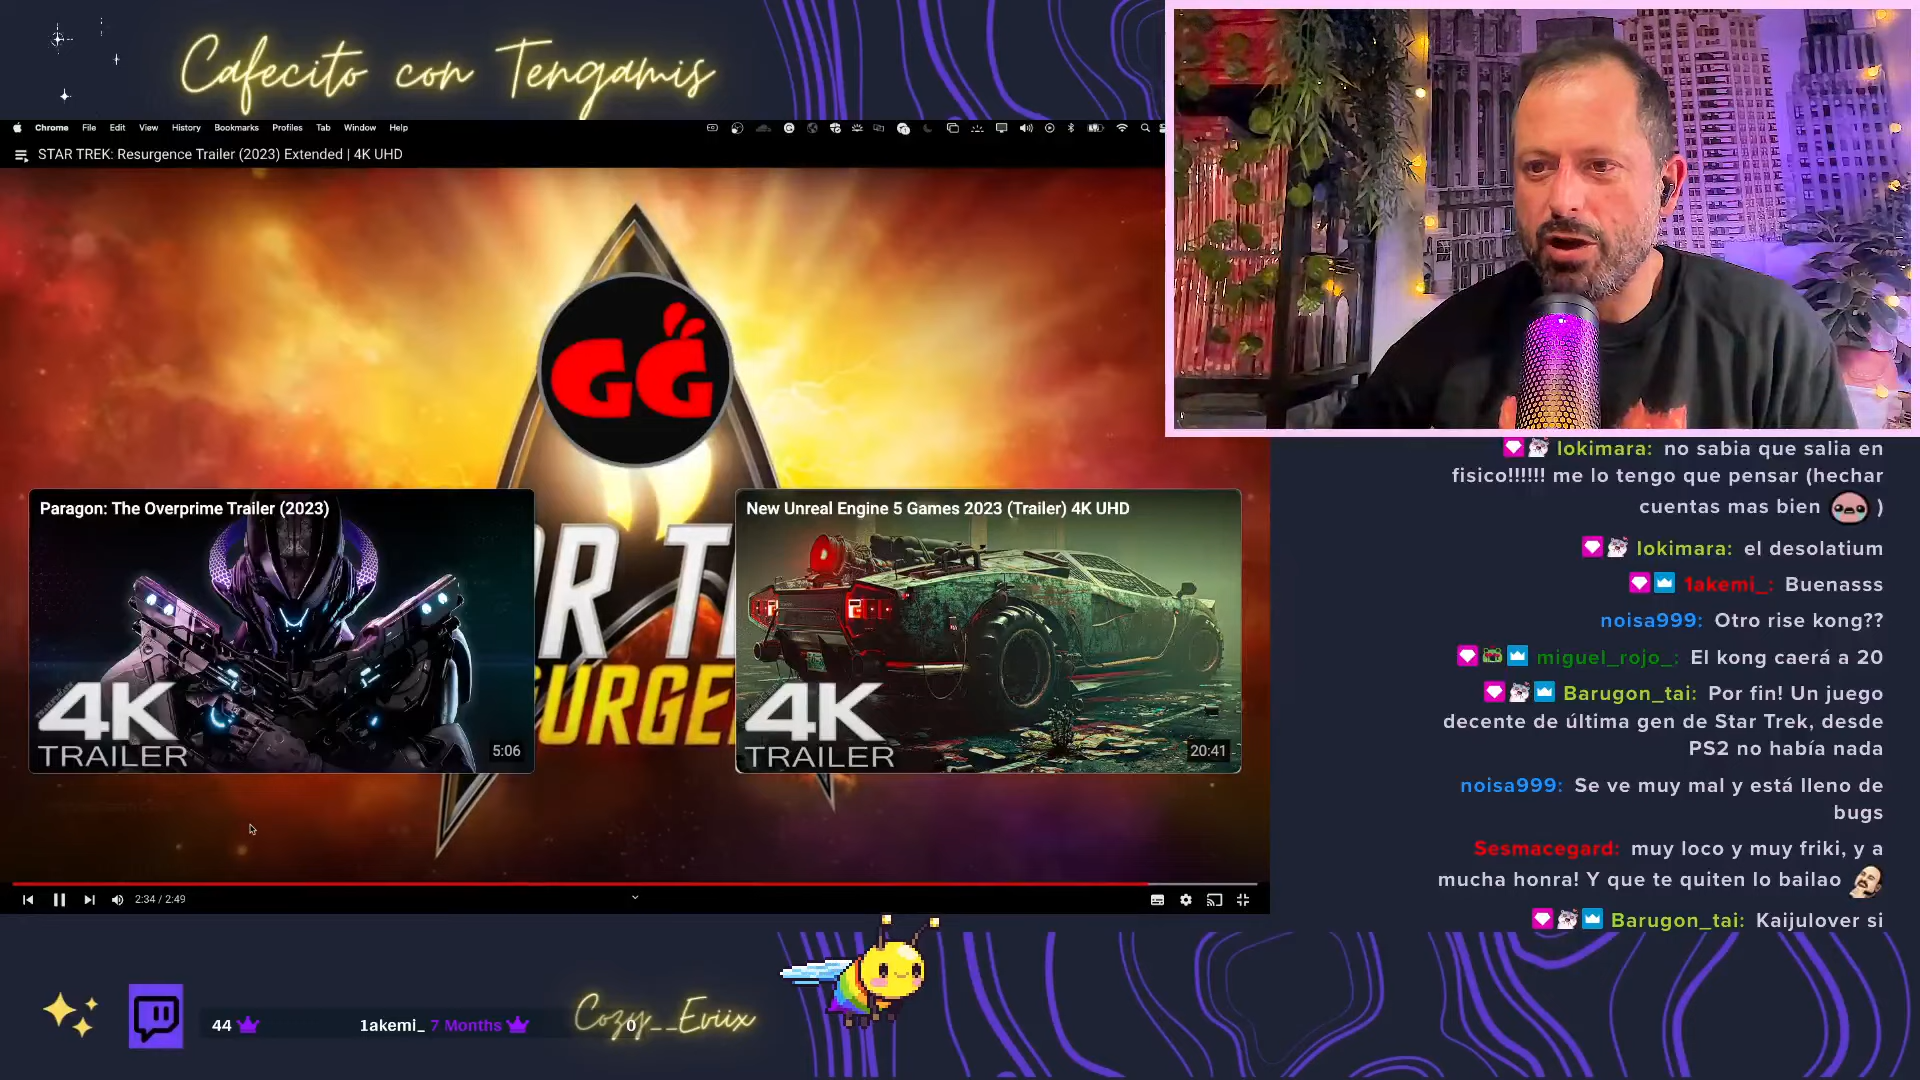 Cafecito con Tengamis
Chrome File Edit View History Bookmarks Profiles Tab Window Help
STAR TREK: Resurgence Trailer (2023) Extended | 4K UHD
GG
Paragon: The Overprime Trailer (2023)
4K
TRAILER
5:06
New Unreal Engine 5 Games 2023 (Trailer) 4K UHD
4K
TRAILER
20:41
2:34 / 2:49
lokimara: no sabia que salia en
fisico!!!!!! me lo tengo que pensar (hechar
cuentas mas bien )
lokimara: el desolatium
1akemi_: Buenasss
noisa999: Otro rise kong??
miguel_rojo_: El kong caerá a 20
Barugon_tai: Por fin! Un juego
decente de última gen de Star Trek, desde
PS2 no había nada
noisa999: Se ve muy mal y está lleno de
bugs
Sesmacegard: muy loco y muy friki, y a
mucha honra! Y que te quiten lo bailao
Barugon_tai: Kaijulover si
44
1akemi_ 7 Months
Cozy__Eviix
0